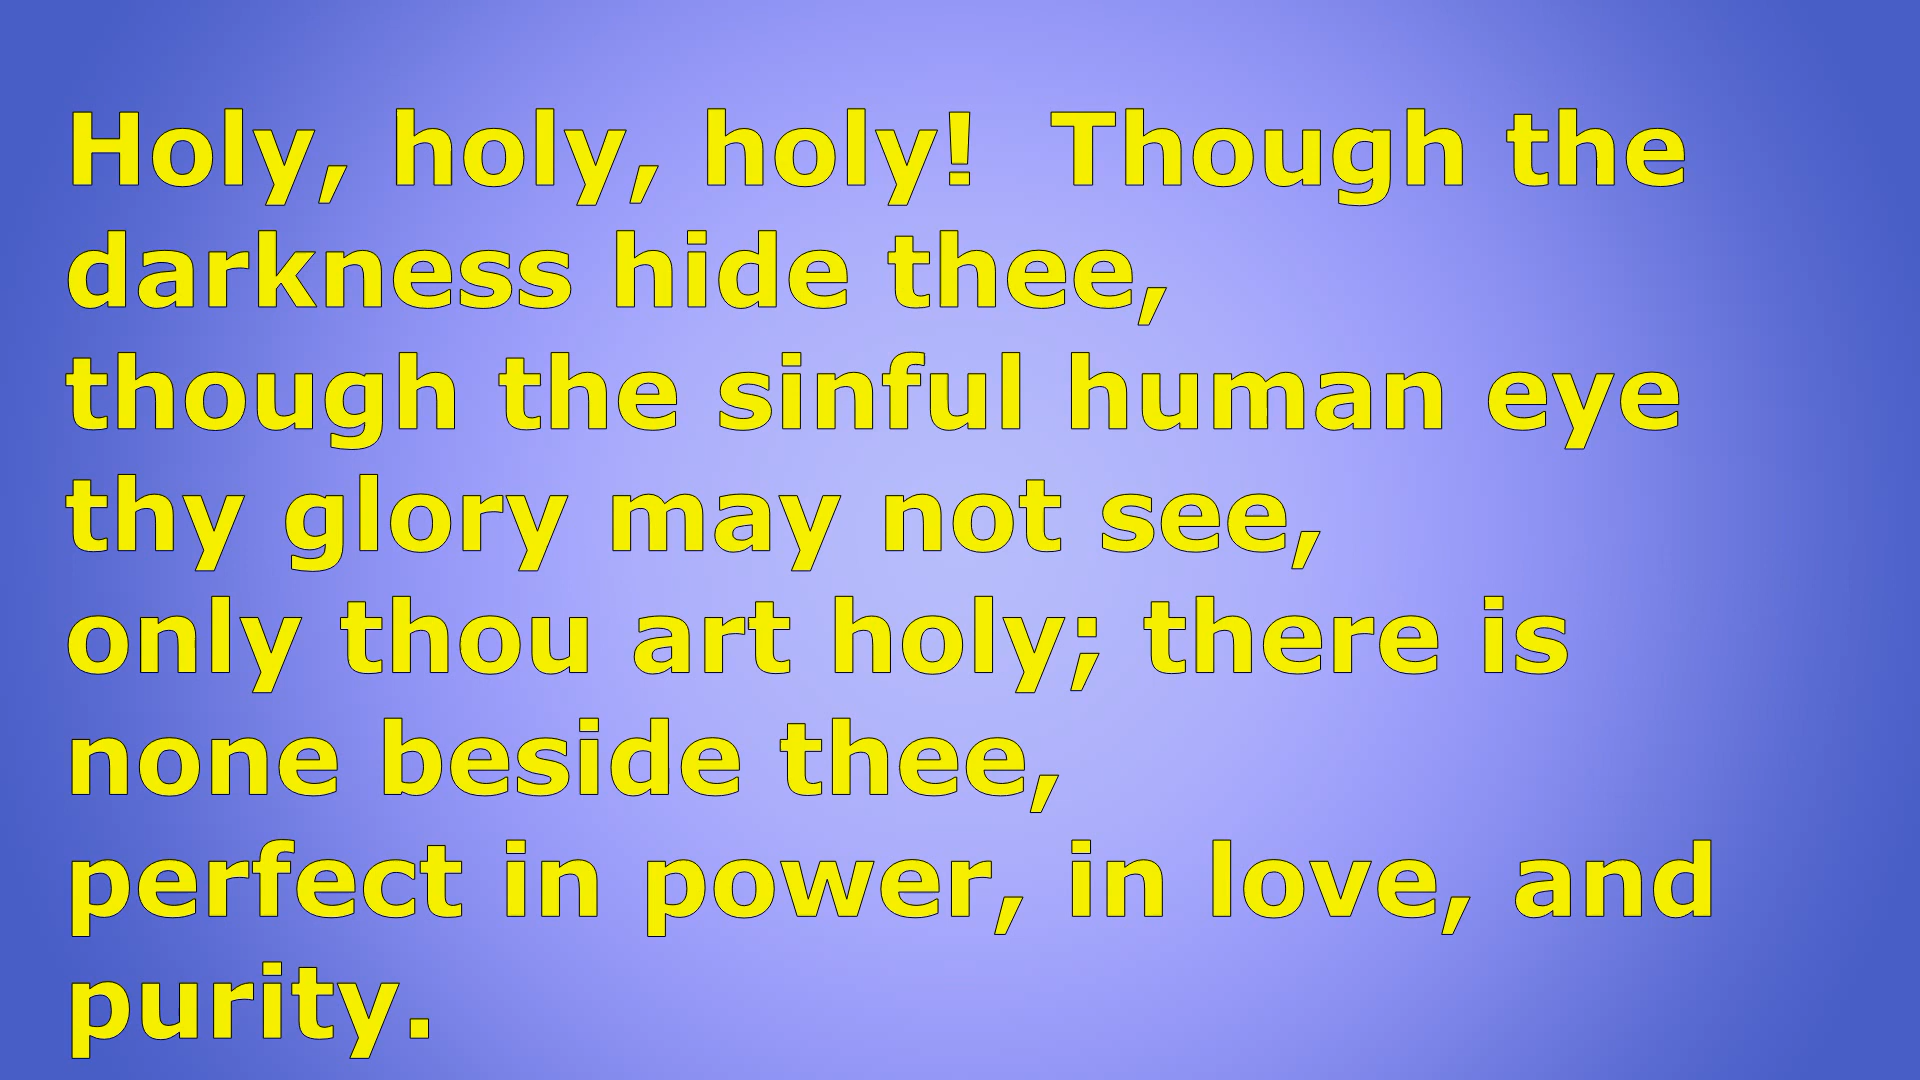 Holy, holy, holy!  Though the
darkness hide thee,
though the sinful human eye
thy glory may not see,
only thou art holy; there is
none beside thee,
perfect in power, in love, and
purity.